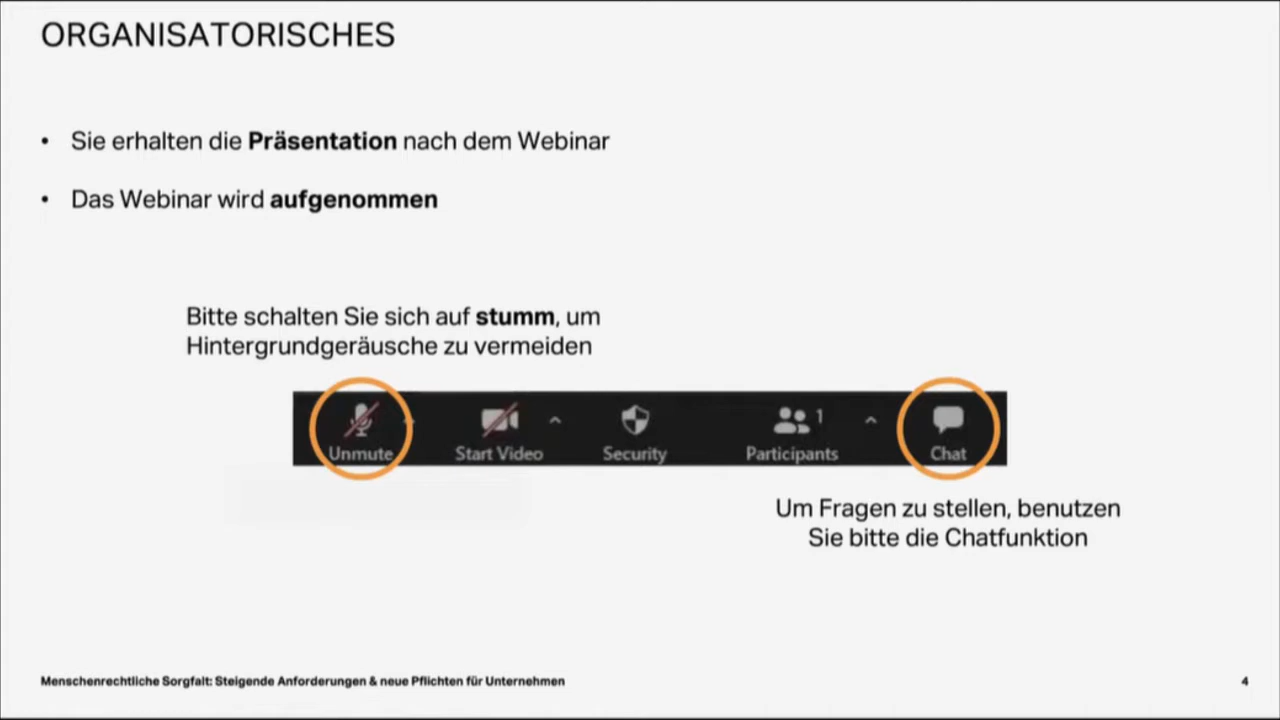 ORGANISATORISCHES
• Sie erhalten die Präsentation nach dem Webinar
• Das Webinar wird aufgenommen
Bitte schalten Sie sich auf stumm, um
Hintergrundgeräusche zu vermeiden
Unmute Start Video Security Participants 1 Chat
Um Fragen zu stellen, benutzen
Sie bitte die Chatfunktion
Menschenrechtliche Sorgfalt: Steigende Anforderungen & neue Pflichten für Unternehmen 4